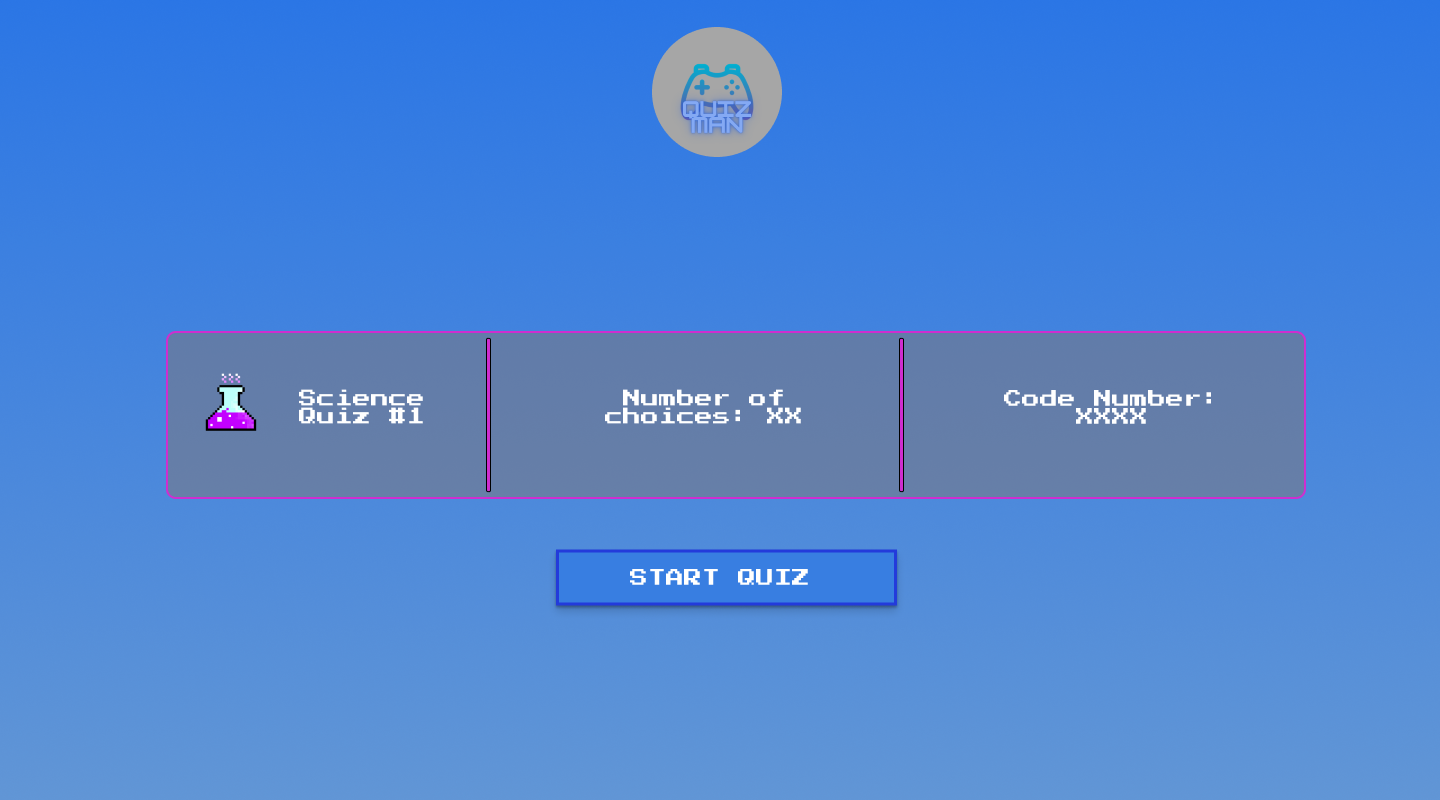 QUIZ
MAN
Science
Quiz #1
Number of
choices: XX
Code Number:
XXXX
START QUIZ